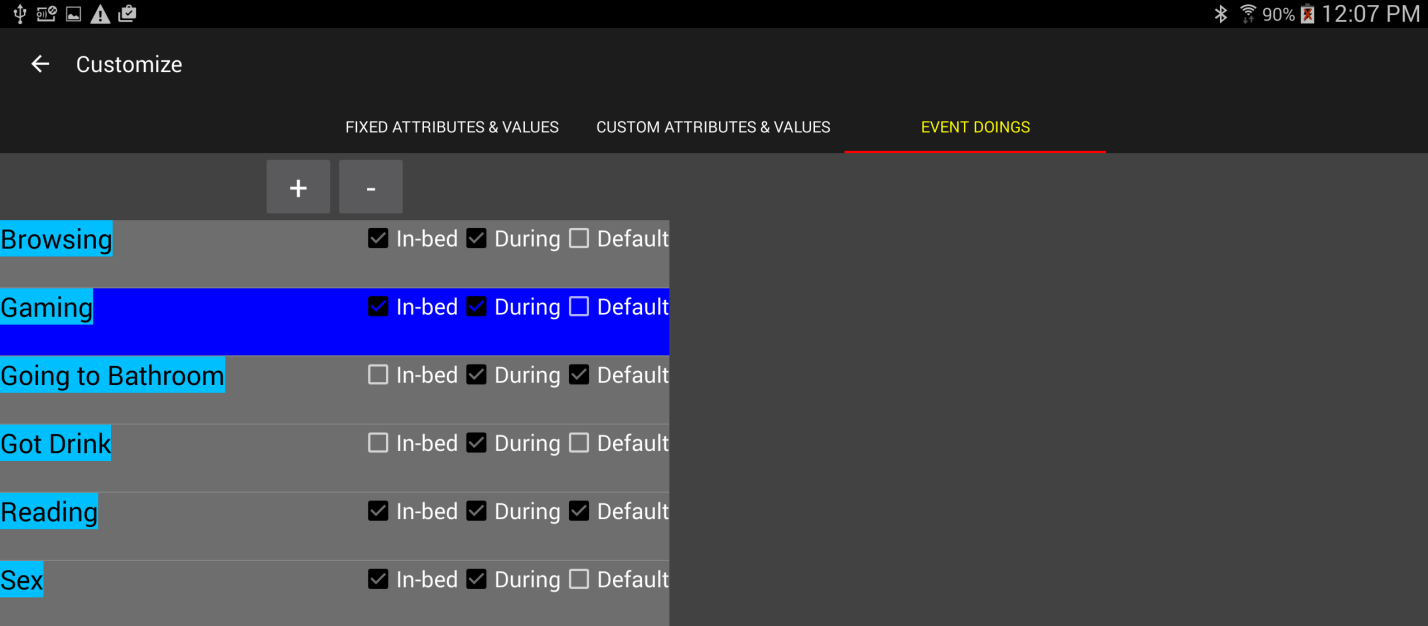 90% 12:07 PM
Customize
FIXED ATTRIBUTES & VALUES CUSTOM ATTRIBUTES & VALUES EVENT DOINGS
+ -
Browsing In-bed During Default
Gaming In-bed During Default
Going to Bathroom In-bed During Default
Got Drink In-bed During Default
Reading In-bed During Default
Sex In-bed During Default